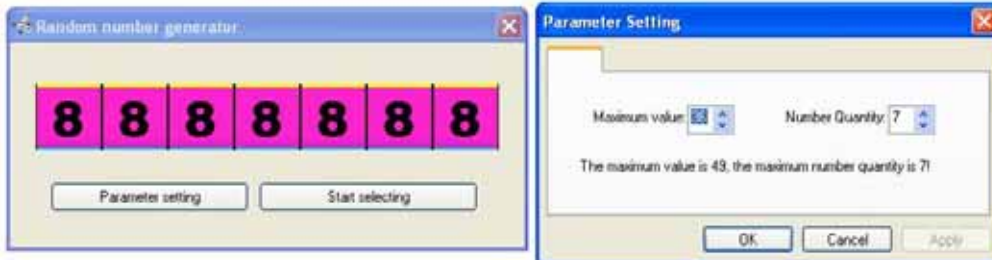 Random number generator
8 8 8 8 8 8 8
Parameter setting
Start selecting
Parameter Setting
Maximum value:
Number Quantity: 7
The maximum value is 49, the maximum number quantity is 7!
OK
Cancel
Apply